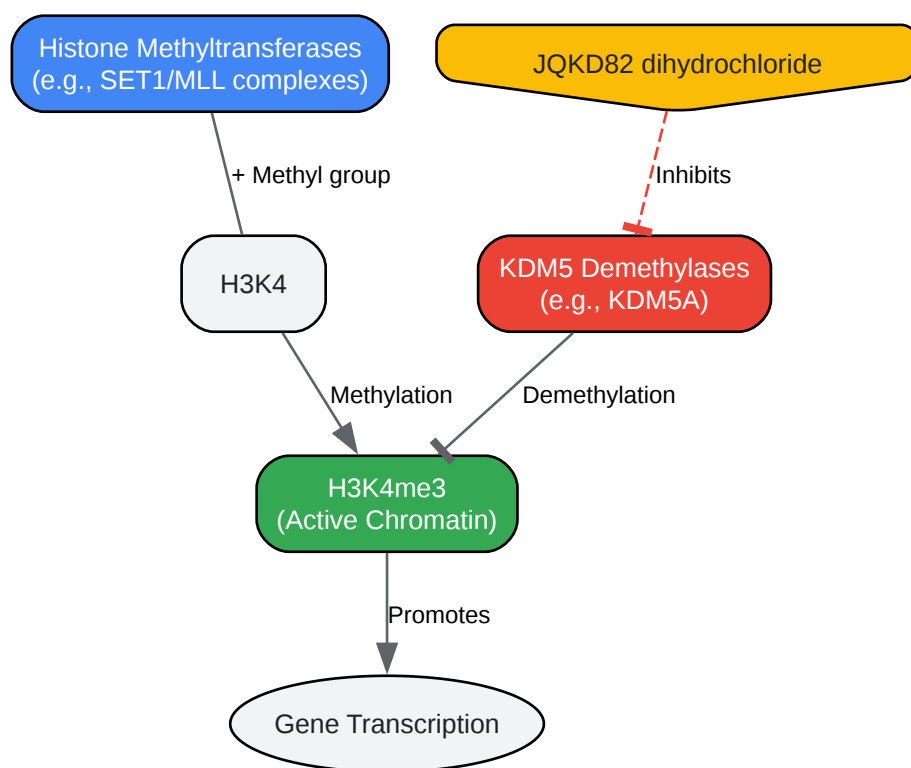 Histone Methyltransferases
(e.g., SET1/MLL complexes)
JQKD82 dihydrochloride
+ Methyl group
Inhibits
H3K4
KDM5 Demethylases
(e.g., KDM5A)
Methylation
Demethylation
H3K4me3
(Active Chromatin)
Promotes
Gene Transcription